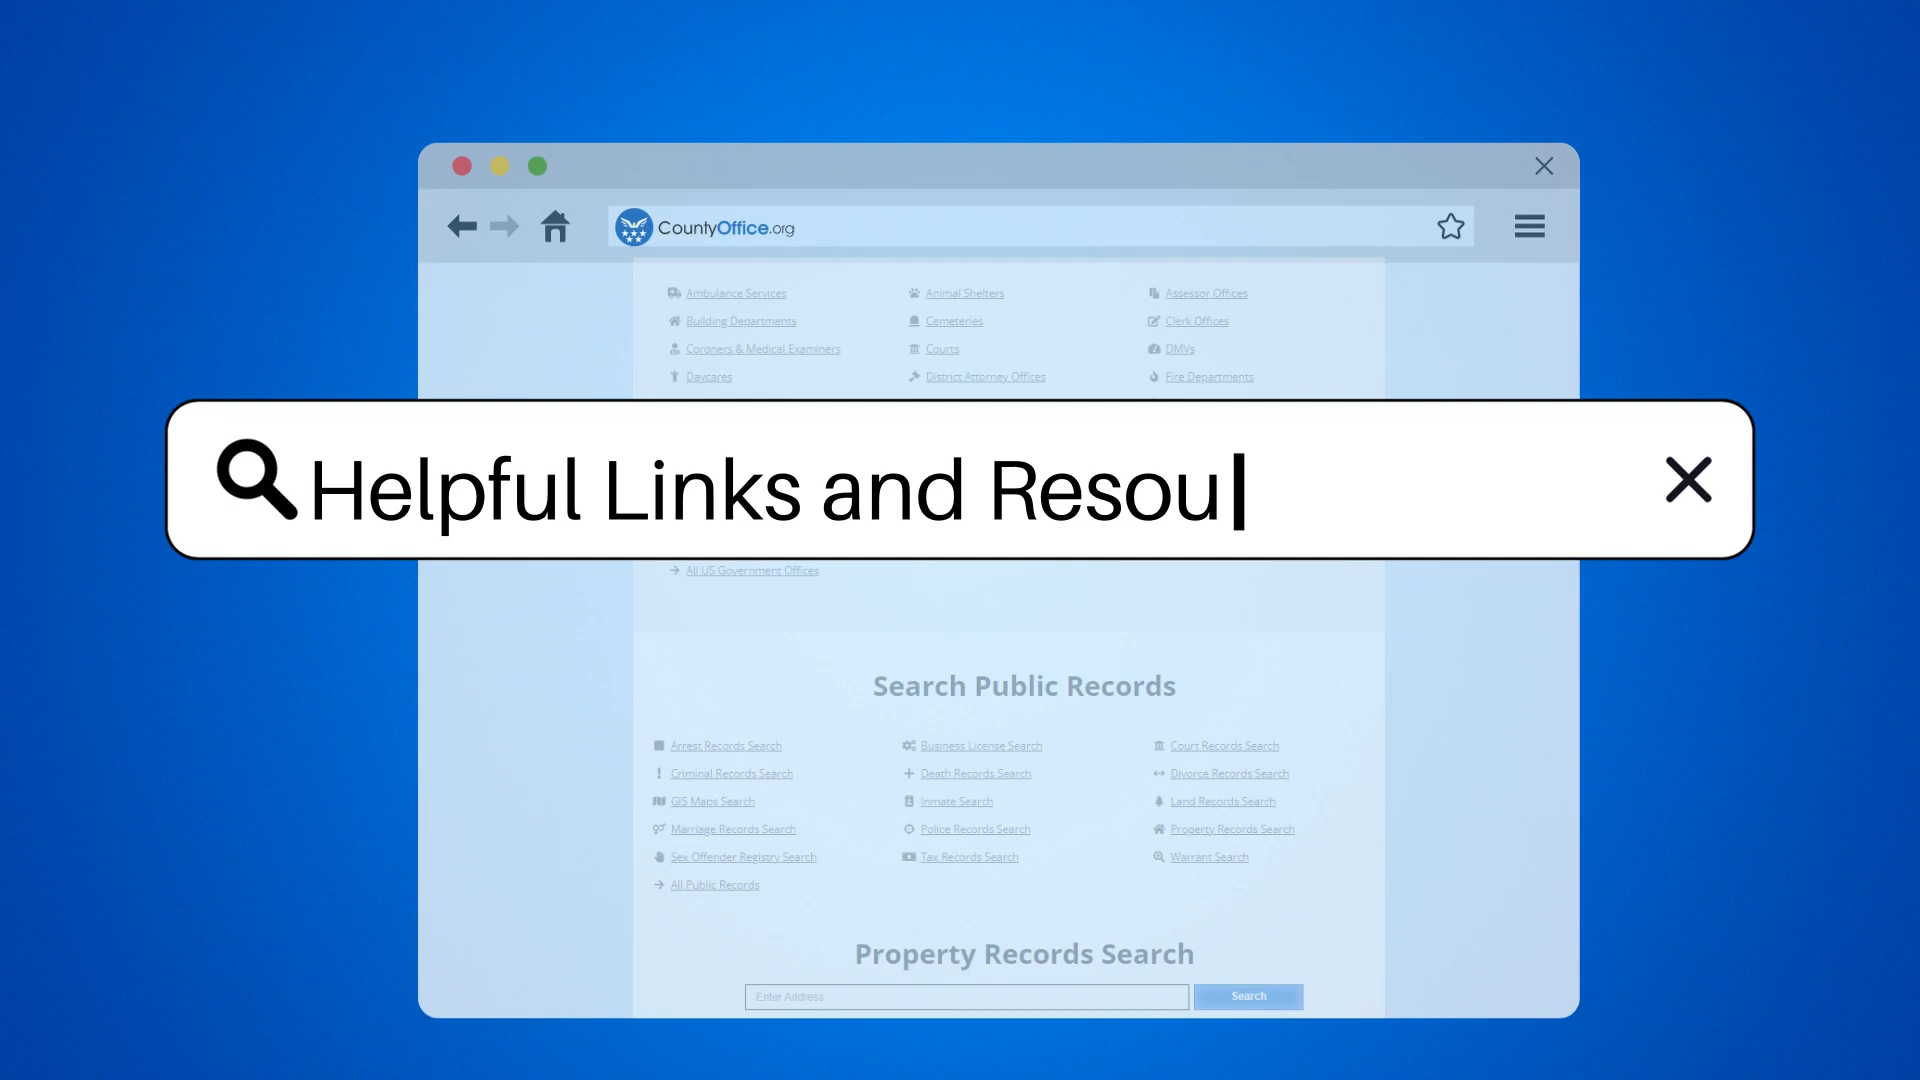 CountyOffice.org
Ambulance Services Animal Shelters Assessor Offices
Building Departments Cemeteries Clerk Offices
Coroners & Medical Examiners Courts DMVs
Daycares District Attorney Offices Fire Departments
Helpful Links and Resou
All US Government Offices
Search Public Records
Arrest Records Search Business License Search Court Records Search
Criminal Records Search Death Records Search Divorce Records Search
GIS Maps Search Inmate Search Land Records Search
Marriage Records Search Police Records Search Property Records Search
Sex Offender Registry Search Tax Records Search Warrant Search
All Public Records
Property Records Search
Enter Address Search